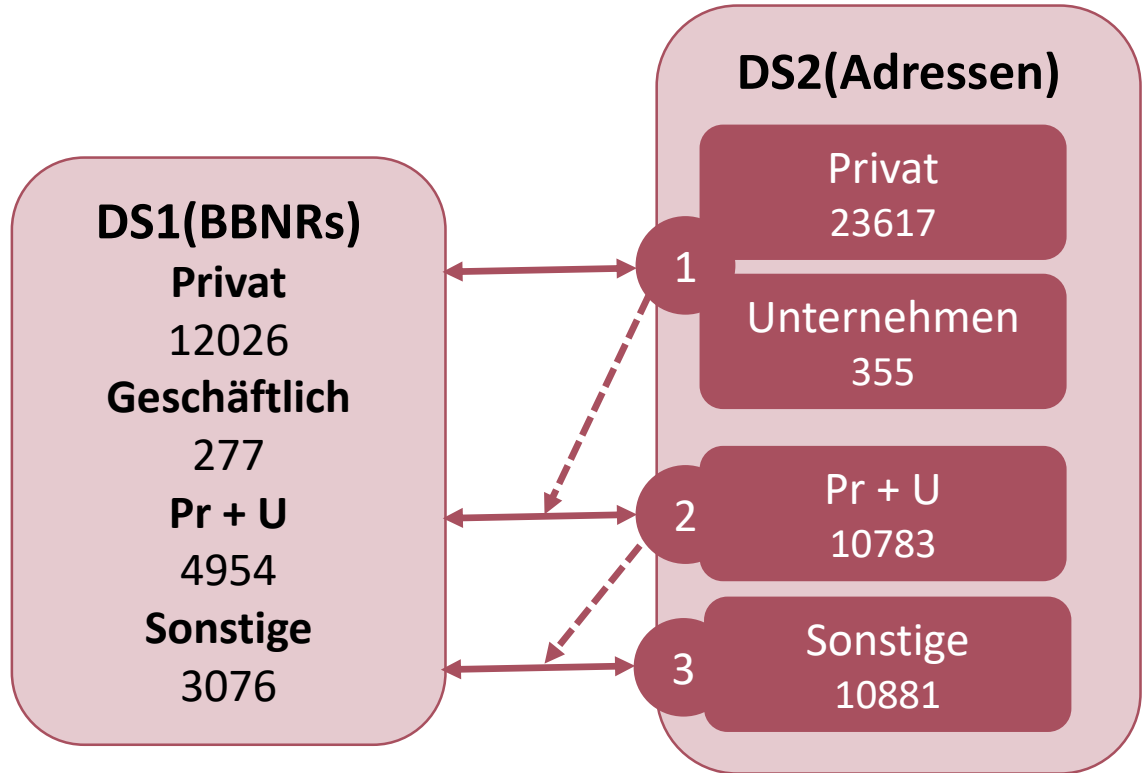 DS1(BBNRs)
Privat
12026
Geschäftlich
277
Pr + U
4954
Sonstige
3076
DS2(Adressen)
1
Privat
23617
Unternehmen
355
2
Pr + U
10783
3
Sonstige
10881